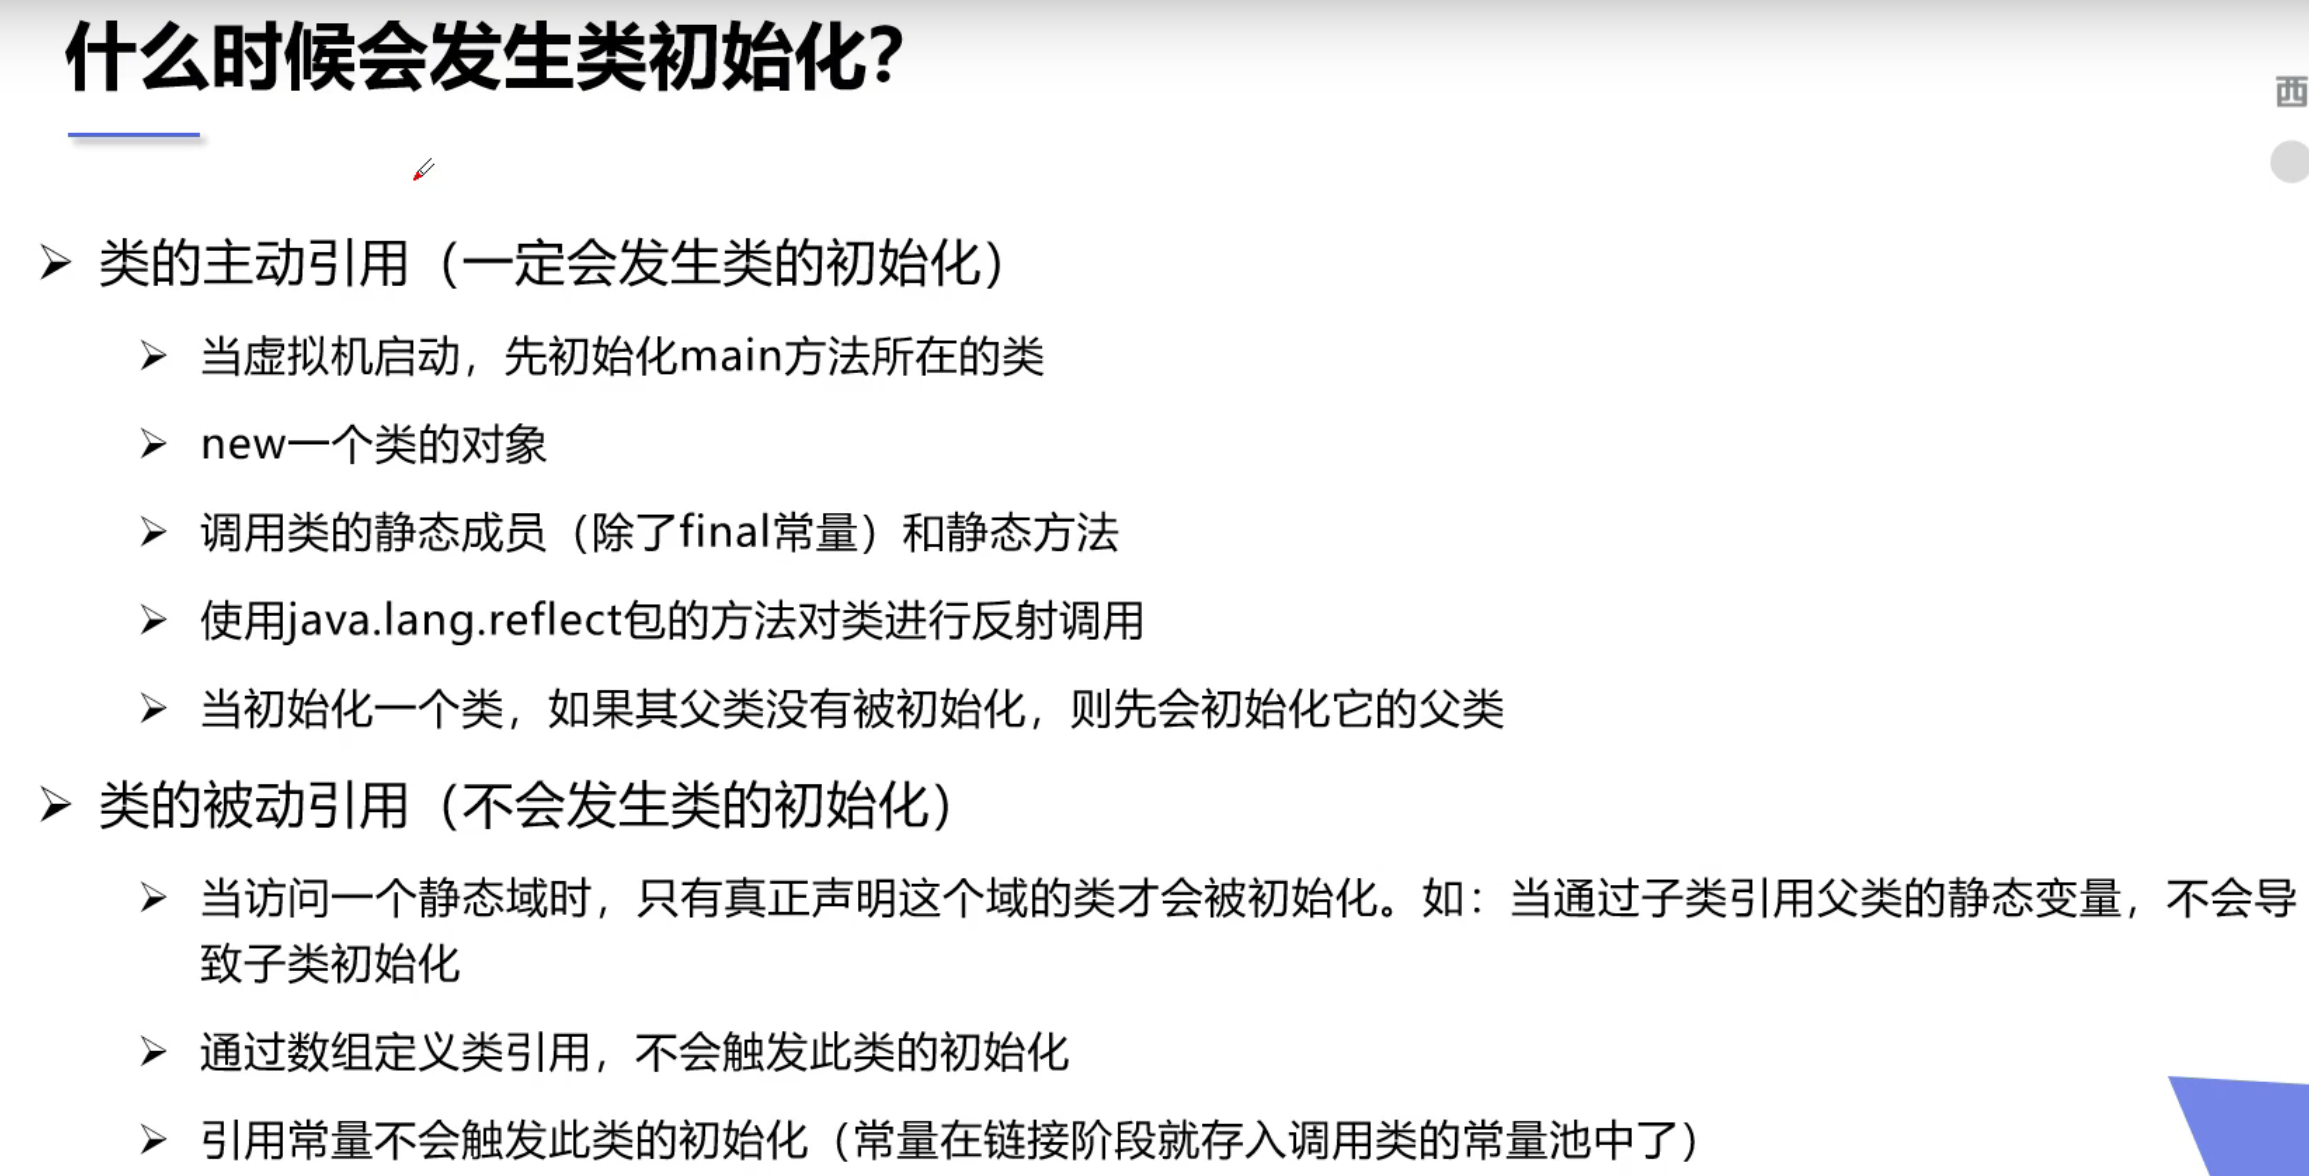 什么时候会发生类初始化?
西
类的主动引用（一定会发生类的初始化）
当虚拟机启动，先初始化main方法所在的类
new一个类的对象
调用类的静态成员（除了final常量）和静态方法
使用java.lang.reflect包的方法对类进行反射调用
当初始化一个类，如果其父类没有被初始化，则先会初始化它的父类
类的被动引用（不会发生类的初始化）
当访问一个静态域时，只有真正声明这个域的类才会被初始化。如：当通过子类引用父类的静态变量，不会导
致子类初始化
通过数组定义类引用，不会触发此类的初始化
引用常量不会触发此类的初始化（常量在链接阶段就存入调用类的常量池中了）